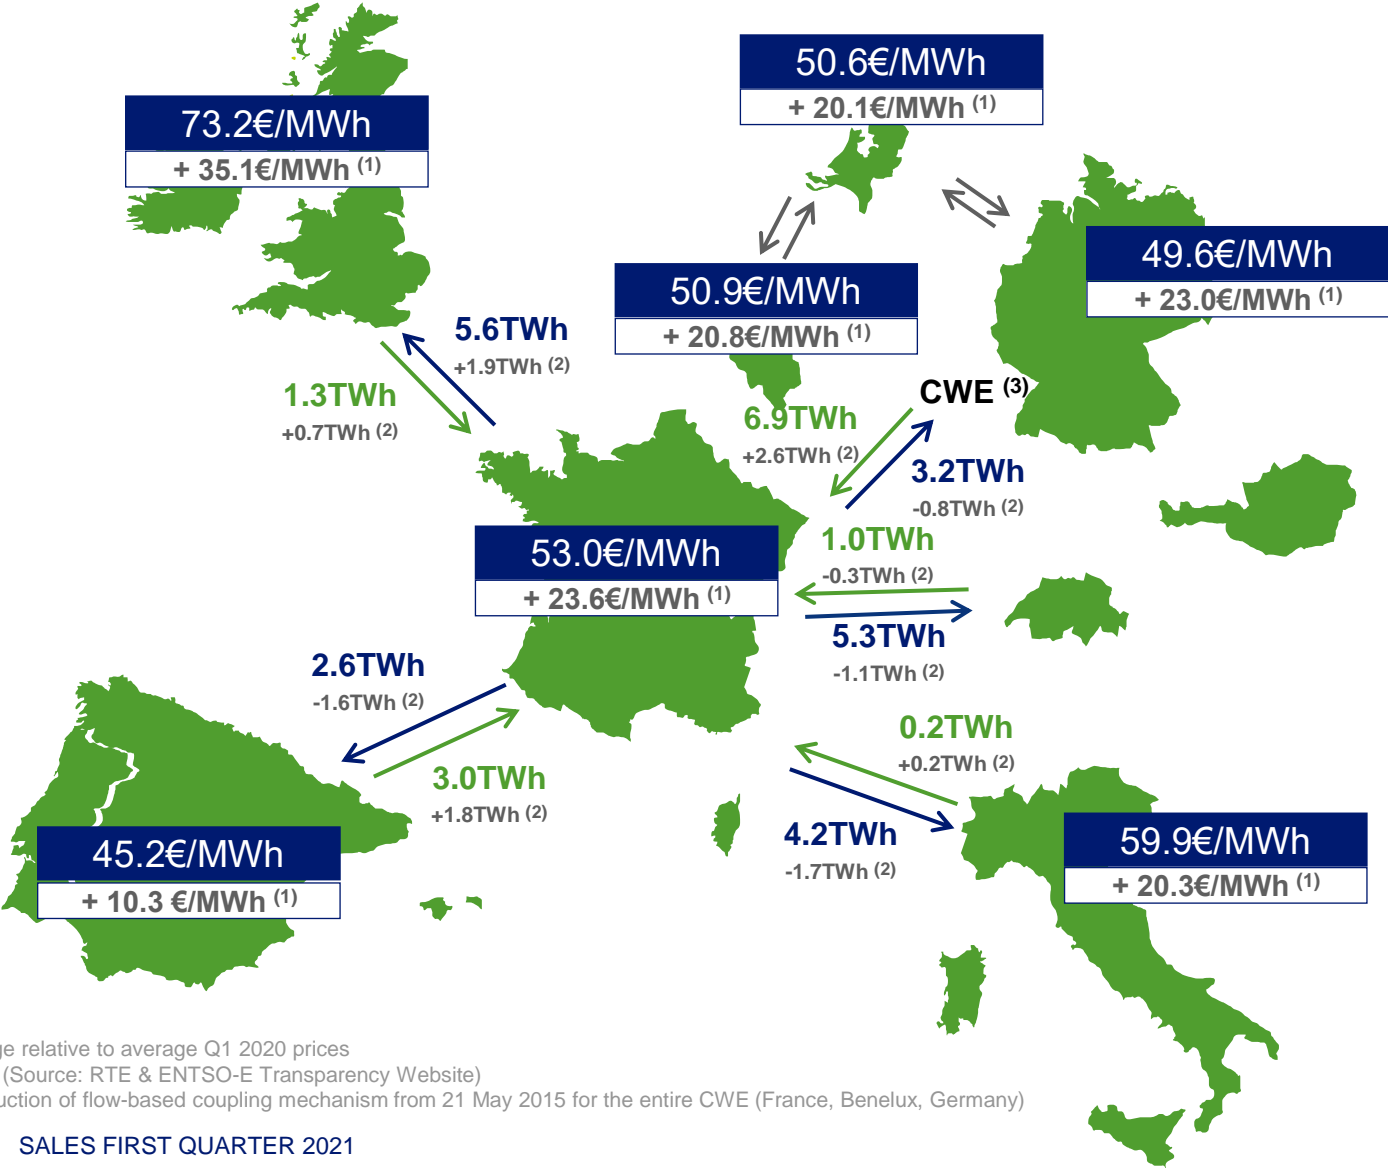 50.6€/MWh
+ 20.1€/MWh (1)
73.2€/MWh
+ 35.1€/MWh (1)
49.6€/MWh
+ 23.0€/MWh (1)
50.9€/MWh
+ 20.8€/MWh (1)
5.6TWh
+1.9TWh (2)
1.3TWh
+0.7TWh (2)
CWE (3)
6.9TWh
+2.6TWh (2)
3.2TWh
-0.8TWh (2)
53.0€/MWh
+ 23.6€/MWh (1)
1.0TWh
-0.3TWh (2)
5.3TWh
-1.1TWh (2)
2.6TWh
-1.6TWh (2)
3.0TWh
+1.8TWh (2)
0.2TWh
+0.2TWh (2)
4.2TWh
-1.7TWh (2)
45.2€/MWh
+ 10.3 €/MWh (1)
59.9€/MWh
+ 20.3€/MWh (1)
relative to average Q1 2020 prices
(Source: RTE & ENTSO-E Transparency Website)
of flow-based coupling mechanism from 21 May 2015 for the entire CWE (France, Benelux, Germany)
SALES FIRST QUARTER 2021